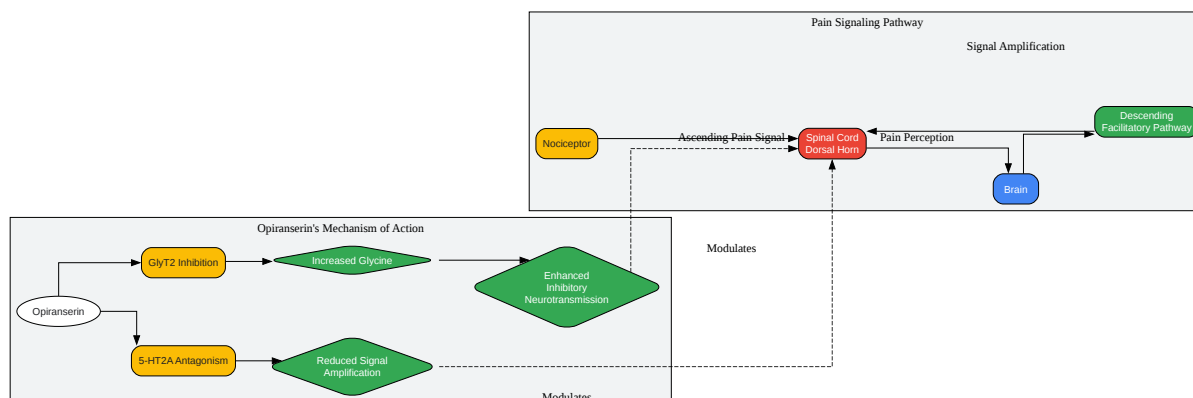 Pain Signaling Pathway
Signal Amplification
Descending
Facilitatory Pathway
Nociceptor
Ascending Pain Signal
Spinal Cord
Dorsal Horn
Pain Perception
Brain
Opiranserin's Mechanism of Action
Modulates
GlyT2 Inhibition
Increased Glycine
Enhanced
Inhibitory
Neurotransmission
Opiranserin
5-HT2A Antagonism
Reduced Signal
Amplification
Modulates